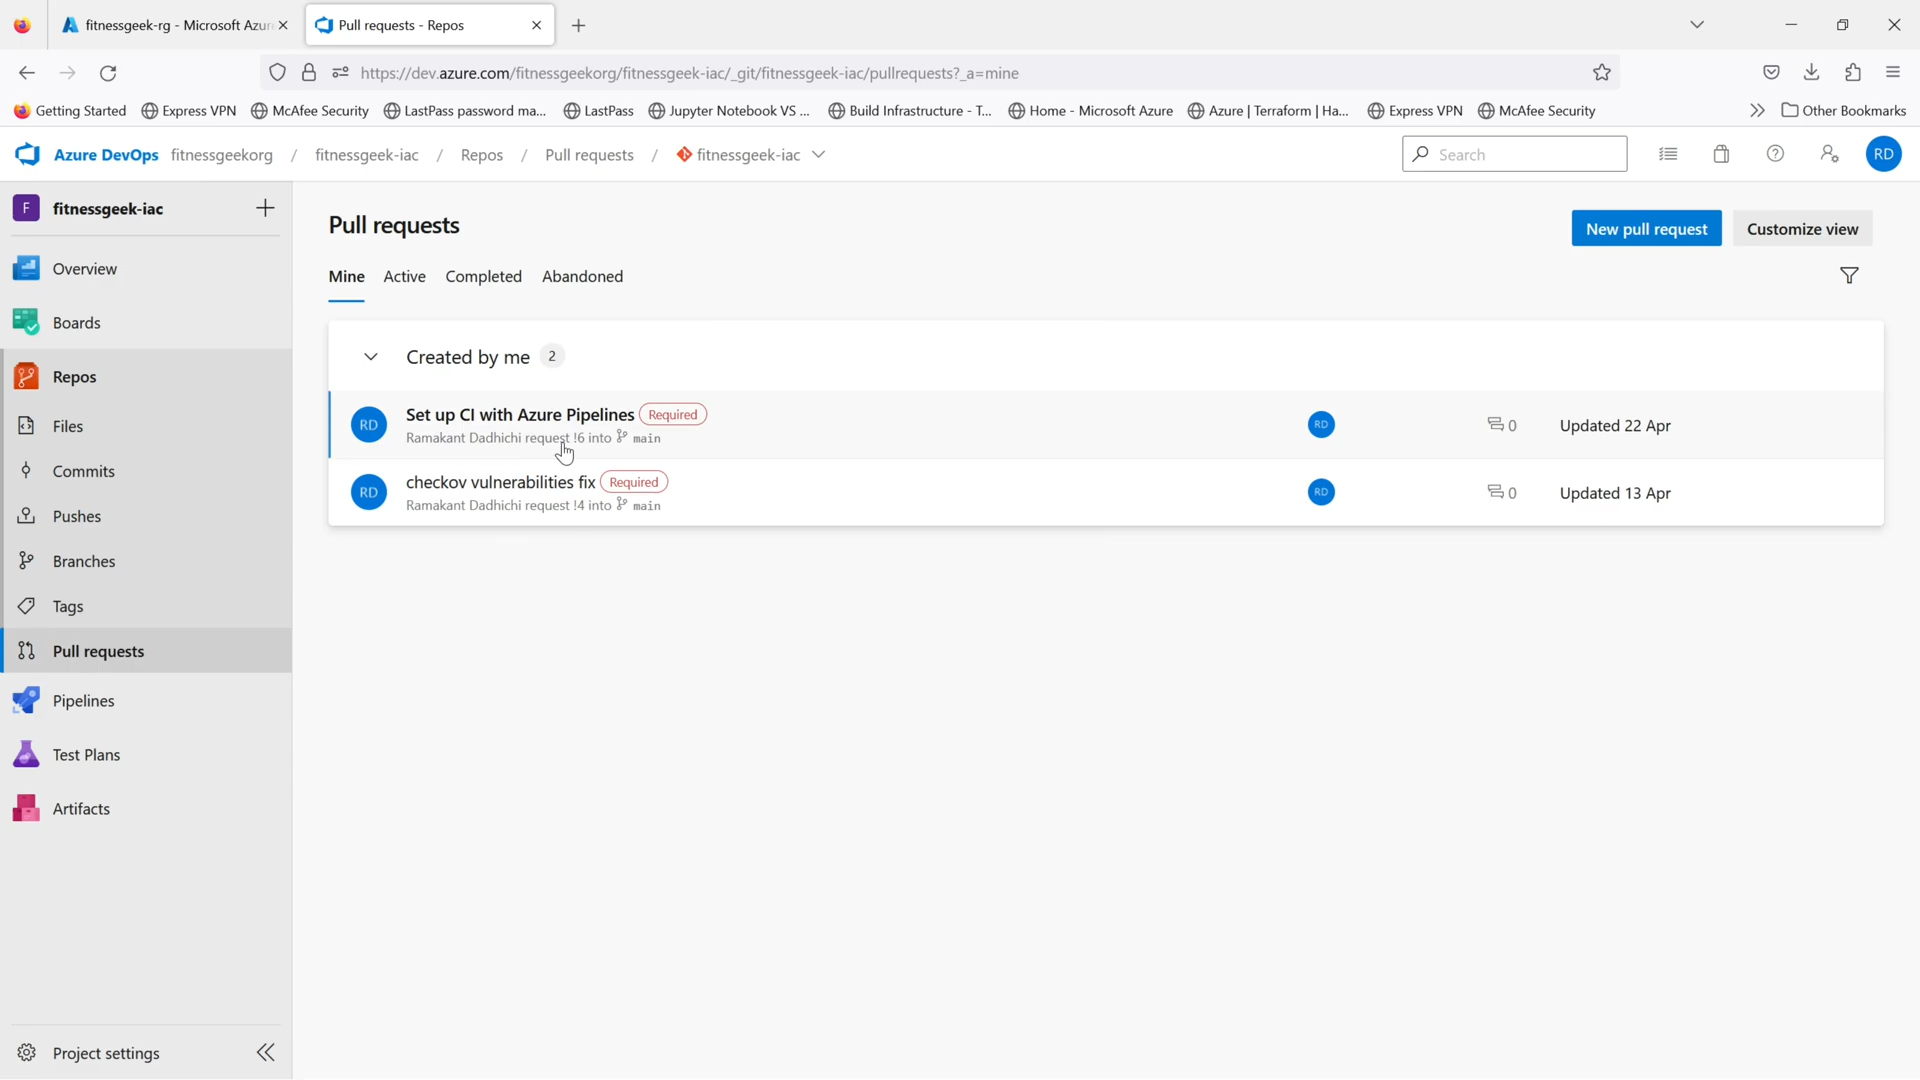 fitnessgeek-rg - Microsoft Azur
Pull requests - Repos
https://dev.azure.com/fitnessgeekorg/fitnessgeek-iac/_git/fitnessgeek-iac/pullrequests?_a=mine
Getting Started Express VPN McAfee Security LastPass password ma... LastPass Jupyter Notebook VS ... Build Infrastructure - T... Home - Microsoft Azure Azure | Terraform | Ha... Express VPN McAfee Security Other Bookmarks
Azure DevOps fitnessgeekorg / fitnessgeek-iac / Repos / Pull requests / fitnessgeek-iac Search RD
F fitnessgeek-iac
Overview
Boards
Repos
Files
Commits
Pushes
Branches
Tags
Pull requests
Pipelines
Test Plans
Artifacts
Project settings
Pull requests
New pull request Customize view
Mine Active Completed Abandoned
Created by me 2
RD Set up CI with Azure Pipelines Required
Ramakant Dadhichi request !6 into main
RD 0 Updated 22 Apr
RD checkov vulnerabilities fix Required
Ramakant Dadhichi request !4 into main
RD 0 Updated 13 Apr